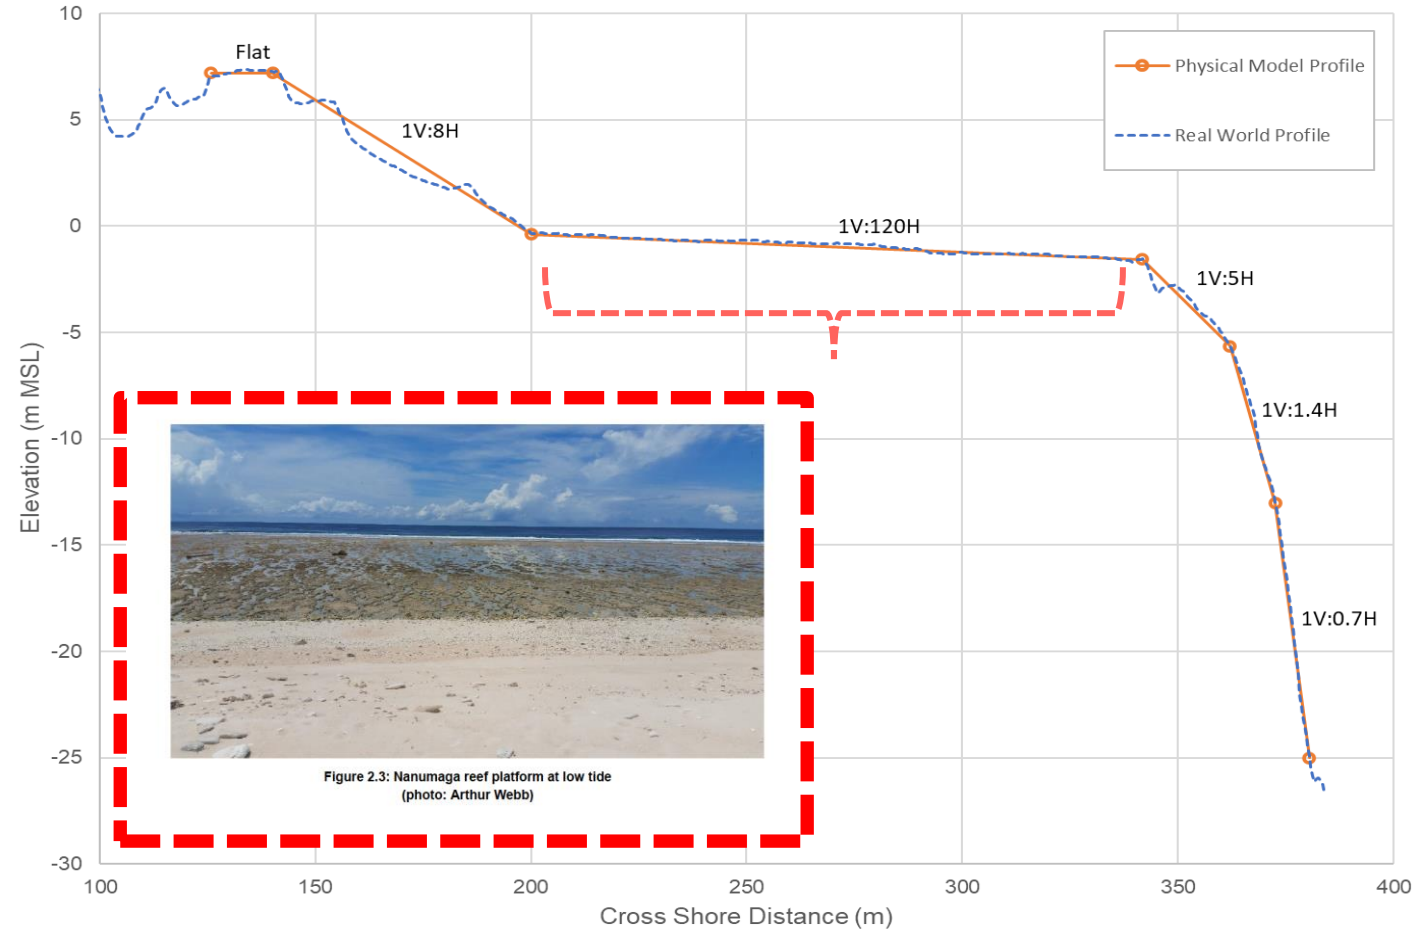 10
5
0
-5
-10
-15
-20
-25
-30
Elevation (m MSL)
Flat
1V:8H
1V:120H
1V:5H
1V:1.4H
1V:0.7H
Physical Model Profile
Real World Profile
Figure 2.3: Nanumaga reef platform at low tide
(photo: Arthur Webb)
100 150 200 250 300 350 400
Cross Shore Distance (m)